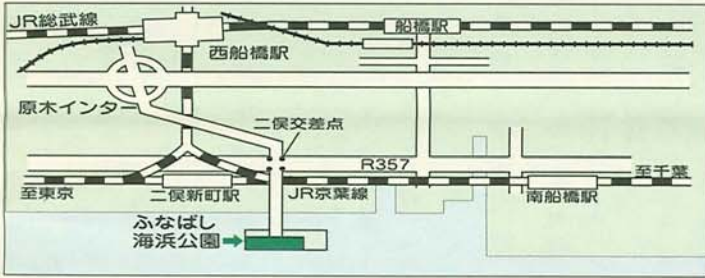 JR総武線
船橋駅
西船橋駅
原木インター
二俣交差点
R357
至千葉
至東京
二俣新町駅
JR京葉線
南船橋駅
ふなばし
海浜公園